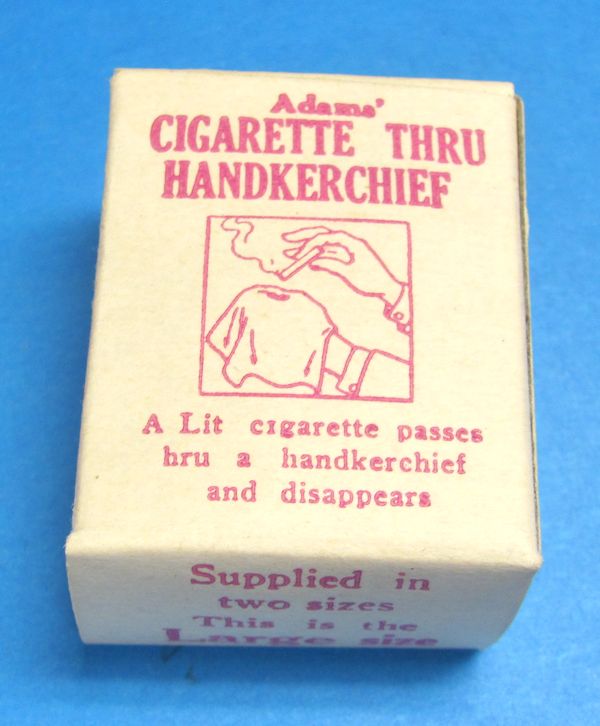 Adams'
CIGARETTE THRU
HANDKERCHIEF
A Lit cigarette passes
hru a handkerchief
and disappears
Supplied in
two sizes
This is the
Large size